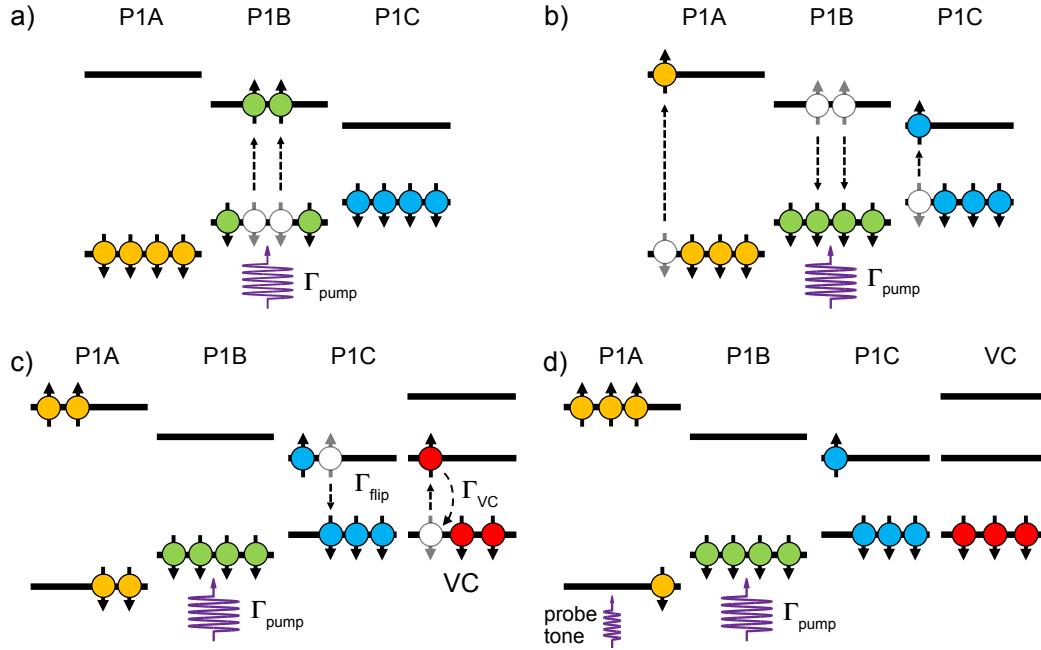 a)
P1A
P1B
P1C
Γpump
b)
P1A
P1B
P1C
Γpump
c)
P1A
P1B
P1C
Γflip
ΓVC
VC
Γpump
d)
P1A
P1B
P1C
VC
probe
tone
Γpump